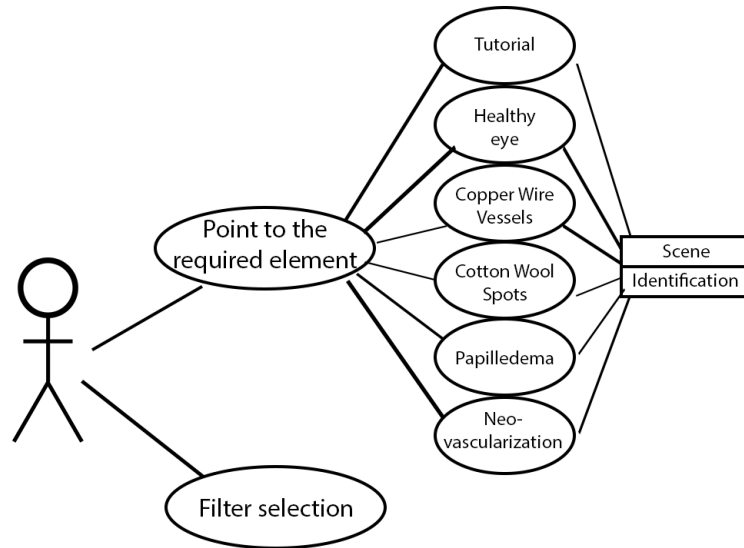 Tutorial
Healthy
eye
Copper Wire
Vessels
Cotton Wool
Spots
Papilledema
Neo-
vascularization
Point to the
required element
Scene
Identification
Filter selection